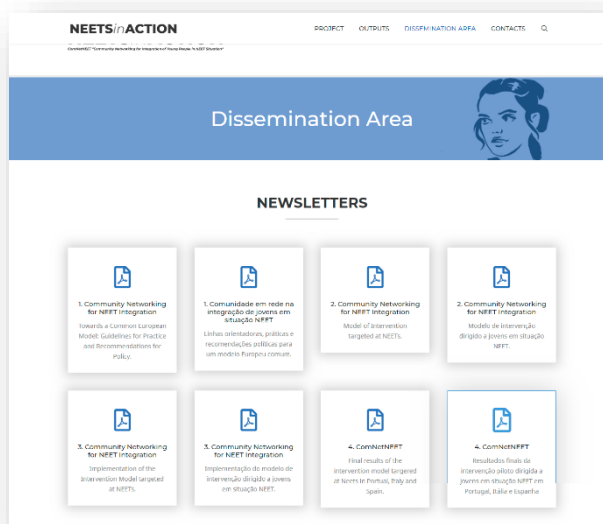 NEETSinACTION
PROJECT OUTPUTS DISSEMINATION AREA CONTACTS
ComNetNEET "Community Networking for Integration of Young People in NEET Situation"
Dissemination Area
NEWSLETTERS
1. Community Networking
for NEET Integration
Towards a Common European
Model: Guidelines for Practice
and Recommendations for
Policy.
1. Comunidade em rede na
integração de jovens em
situação NEET
Linhas orientadoras, práticas e
recomendações políticas para
um modelo Europeu comum.
2. Community Networking
for NEET Integration
Model of Intervention
targeted at NEETs.
2. Community Networking
for NEET Integration
Modelo de intervenção
dirigido a jovens em situação
NEET.
3. Community Networking
for NEET Integration
Implementation of the
Intervention Model targeted
at NEETs.
3. Community Networking
for NEET Integration
Implementação do modelo de
intervenção dirigido a jovens
em situação NEET.
4. ComNetNEET
Final results of the
intervention model targered
at Neets in Portual, Italy and
Spain.
4. ComNetNEET
Resultados finais da
intervenção piloto dirigida a
jovens em situação NEET em
Portugal, Itália e Espanha